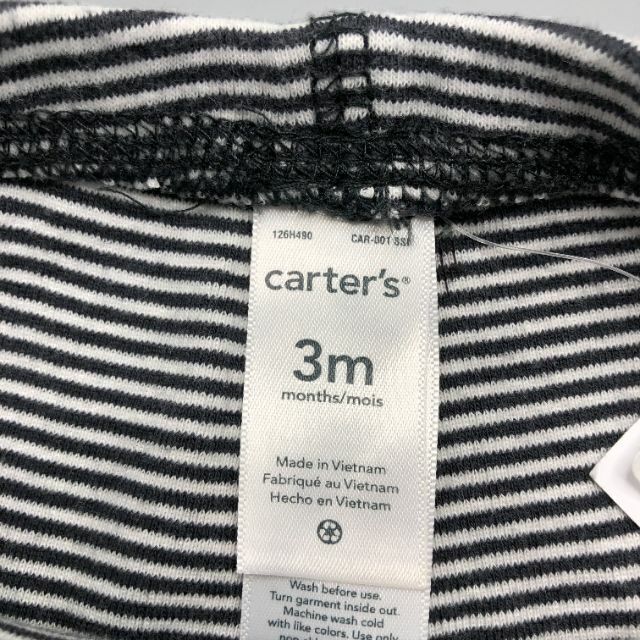 126H490 CAR-001 3SI
carter's®
3m
months/mois
Made in Vietnam
Fabriqué au Vietnam
Hecho en Vietnam
Wash before use.
Turn garment inside out.
Machine wash cold
with like colors. Use only